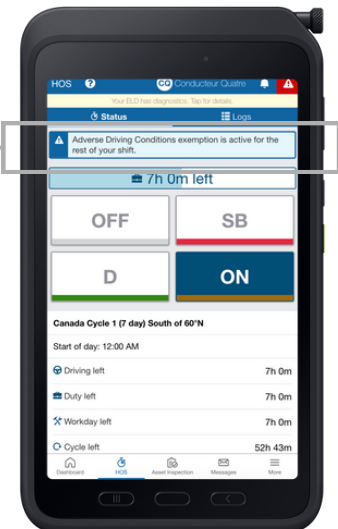 HOS
CQ Conducteur Quatre
Your ELD has diagnostics. Tap for details.
Status
Logs
Adverse Driving Conditions exemption is active for the
rest of your shift.
7h 0m left
OFF
SB
D
ON
Canada Cycle 1 (7 day) South of 60°N
Start of day: 12:00 AM
Driving left 7h 0m
Duty left 7h 0m
Workday left 7h 0m
Cycle left 52h 43m
Dashboard
HOS
Asset Inspection
Messages
More